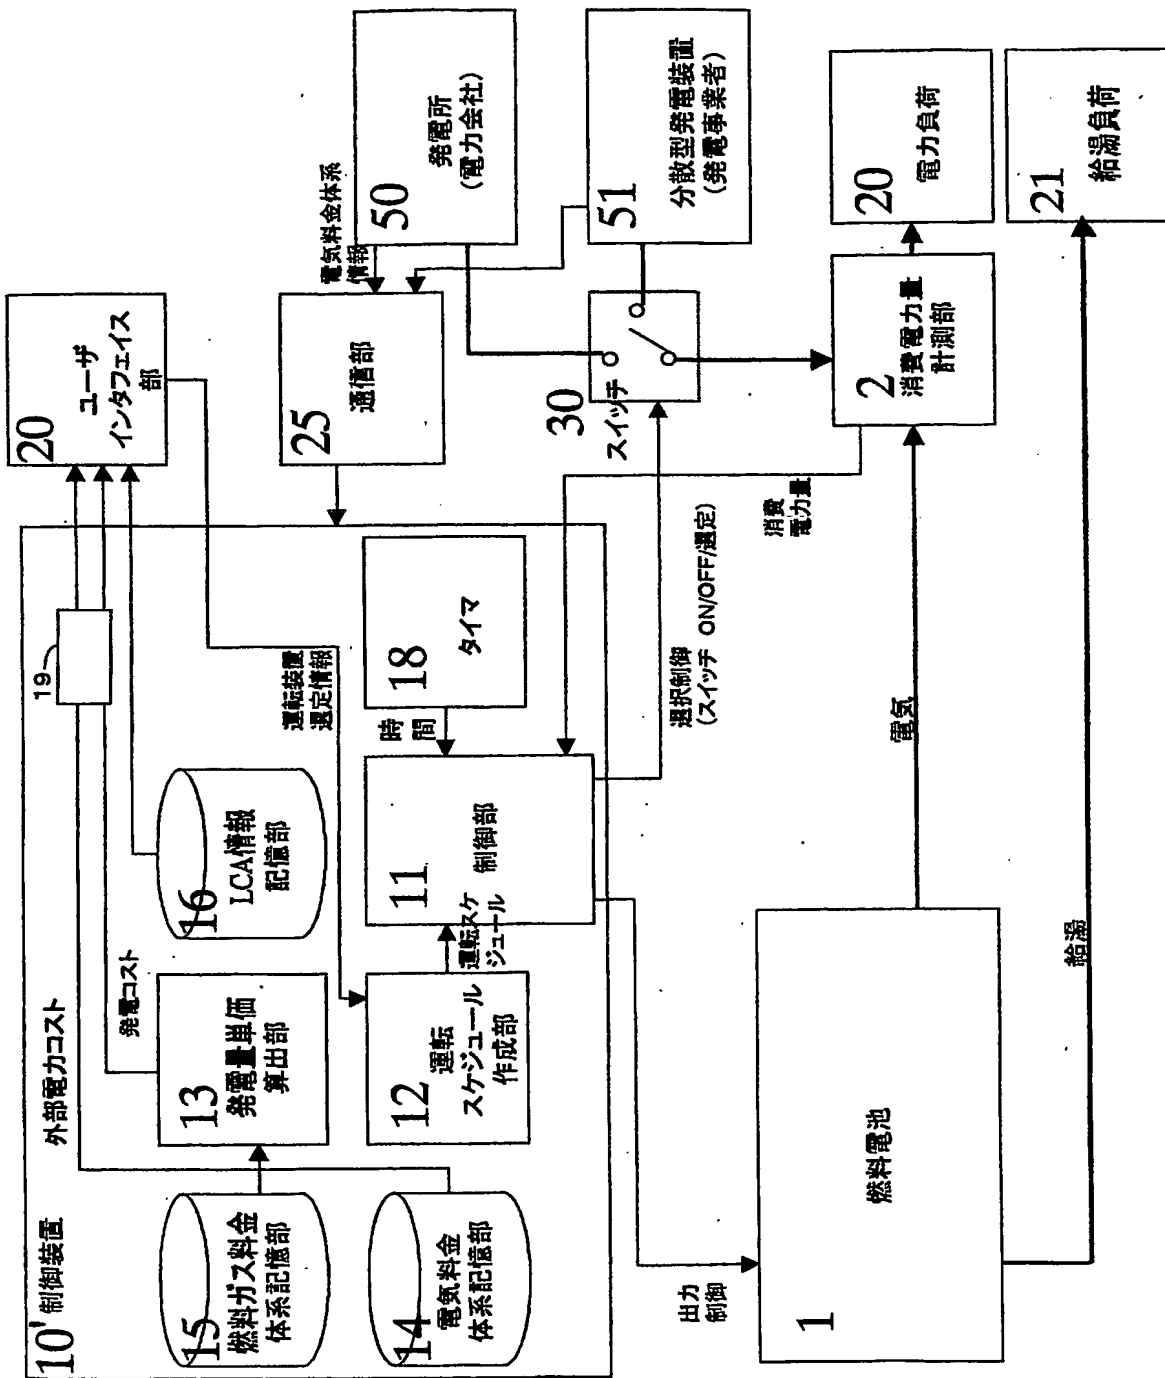 10' 制御装置
外部電力コスト
発電コスト
19
15
燃料ガス料金
体系記憶部
14
電気料金
体系記憶部
13
発電量単価
算出部
16
LCA情報
記憶部
12
運転
スケジュール
作成部
運転スケ
ジュール
11
制御部
時
間
18
タイマ
運転装置
選定情報
20
ユーザ
インタフェイス
部
25
通信部
電気料金体系
情報
50
発電所
(電力会社)
51
分散型発電装置
(発電事業者)
30
スイッチ
選択制御
(スイッチ ON/OFF/選定)
消費
電力量
2
消費電力量
計測部
20
電力負荷
21
給湯負荷
出力
制御
1
燃料電池
電気
給湯